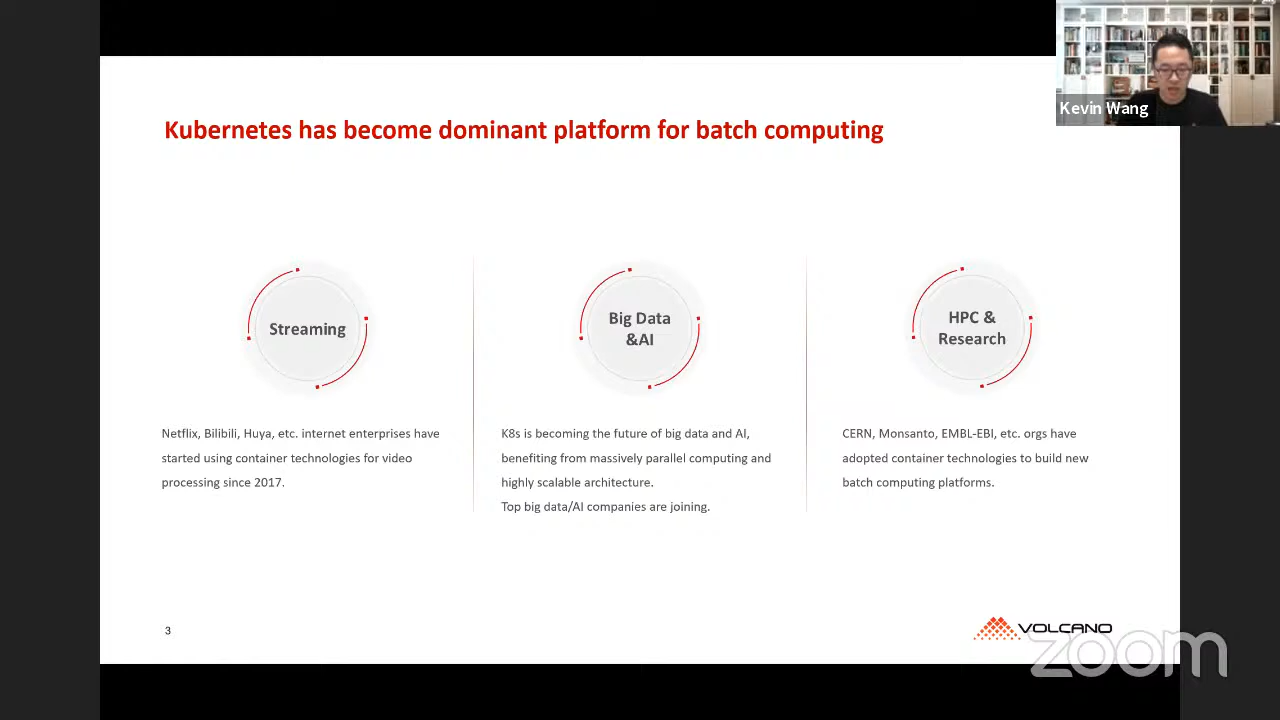 Kevin Wang
Kubernetes has become dominant platform for batch computing
Streaming
Netflix, Bilibili, Huya, etc. internet enterprises have
started using container technologies for video
processing since 2017.
Big Data
&AI
K8s is becoming the future of big data and AI,
benefiting from massively parallel computing and
highly scalable architecture.
Top big data/AI companies are joining.
HPC &
Research
CERN, Monsanto, EMBL-EBI, etc. orgs have
adopted container technologies to build new
batch computing platforms.
3
VOLCANO
zoom